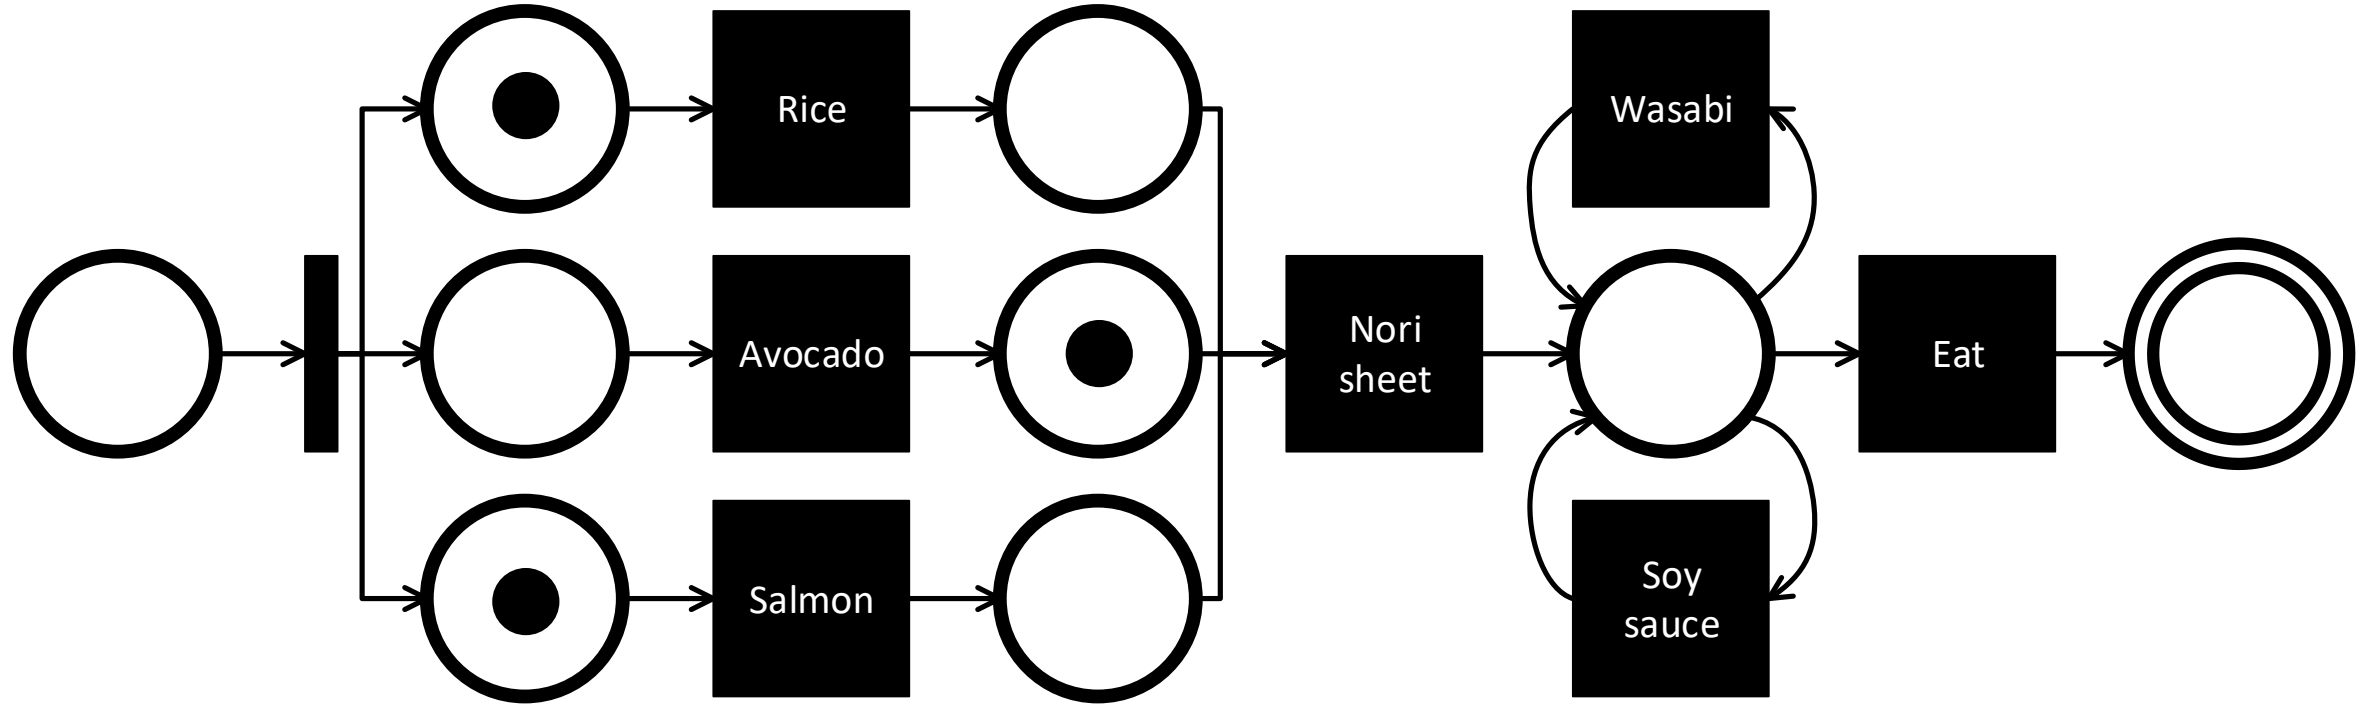 Rice
Avocado
Salmon
Nori
sheet
Wasabi
Soy
sauce
Eat